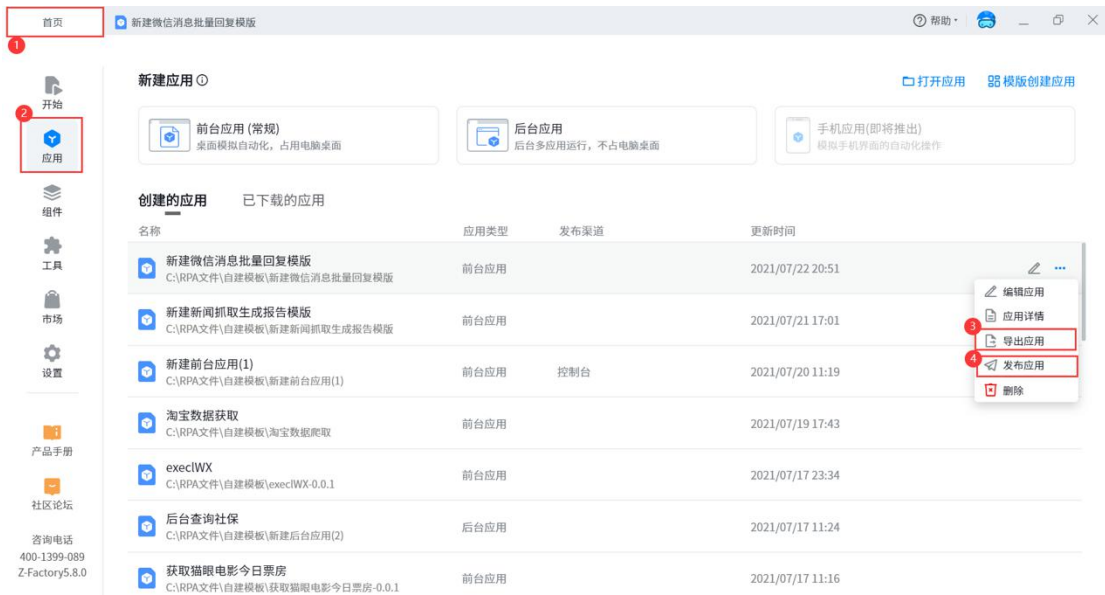 首页
新建微信消息批量回复模版
帮助
1
开始
2
应用
组件
工具
市场
设置
产品手册
社区论坛
咨询电话
400-1399-089
Z-Factory5.8.0
新建应用
打开应用
模版创建应用
前台应用 (常规)
桌面模拟自动化，占用电脑桌面
后台应用
后台多应用运行，不占电脑桌面
手机应用(即将推出)
模拟手机界面的自动化操作
创建的应用 已下载的应用
名称 应用类型 发布渠道 更新时间
新建微信消息批量回复模版
C:\RPA文件\自建模板\新建微信消息批量回复模版
前台应用 2021/07/22 20:51
新建新闻抓取生成报告模版
C:\RPA文件\自建模板\新建新闻抓取生成报告模版
前台应用 2021/07/21 17:01
新建前台应用(1)
C:\RPA文件\自建模板\新建前台应用(1)
前台应用 控制台 2021/07/20 11:19
淘宝数据获取
C:\RPA文件\自建模板\淘宝数据爬取
前台应用 2021/07/19 17:43
execlWX
C:\RPA文件\自建模板\execlWX-0.0.1
前台应用 2021/07/17 23:34
后台查询社保
C:\RPA文件\自建模板\新建后台应用(2)
后台应用 2021/07/17 11:24
获取猫眼电影今日票房
C:\RPA文件\自建模板\获取猫眼电影今日票房-0.0.1
前台应用 2021/07/17 11:16
编辑应用
应用详情
3
导出应用
4
发布应用
删除